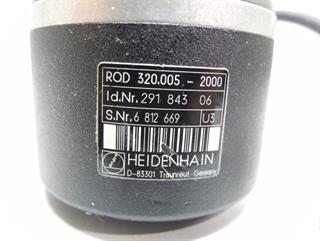 ROD 320.005 - 2000
Id.Nr. 291 843 06
S.Nr. 6 812 669 U3
HEIDENHAIN
D-83301 Traunreut · Germany